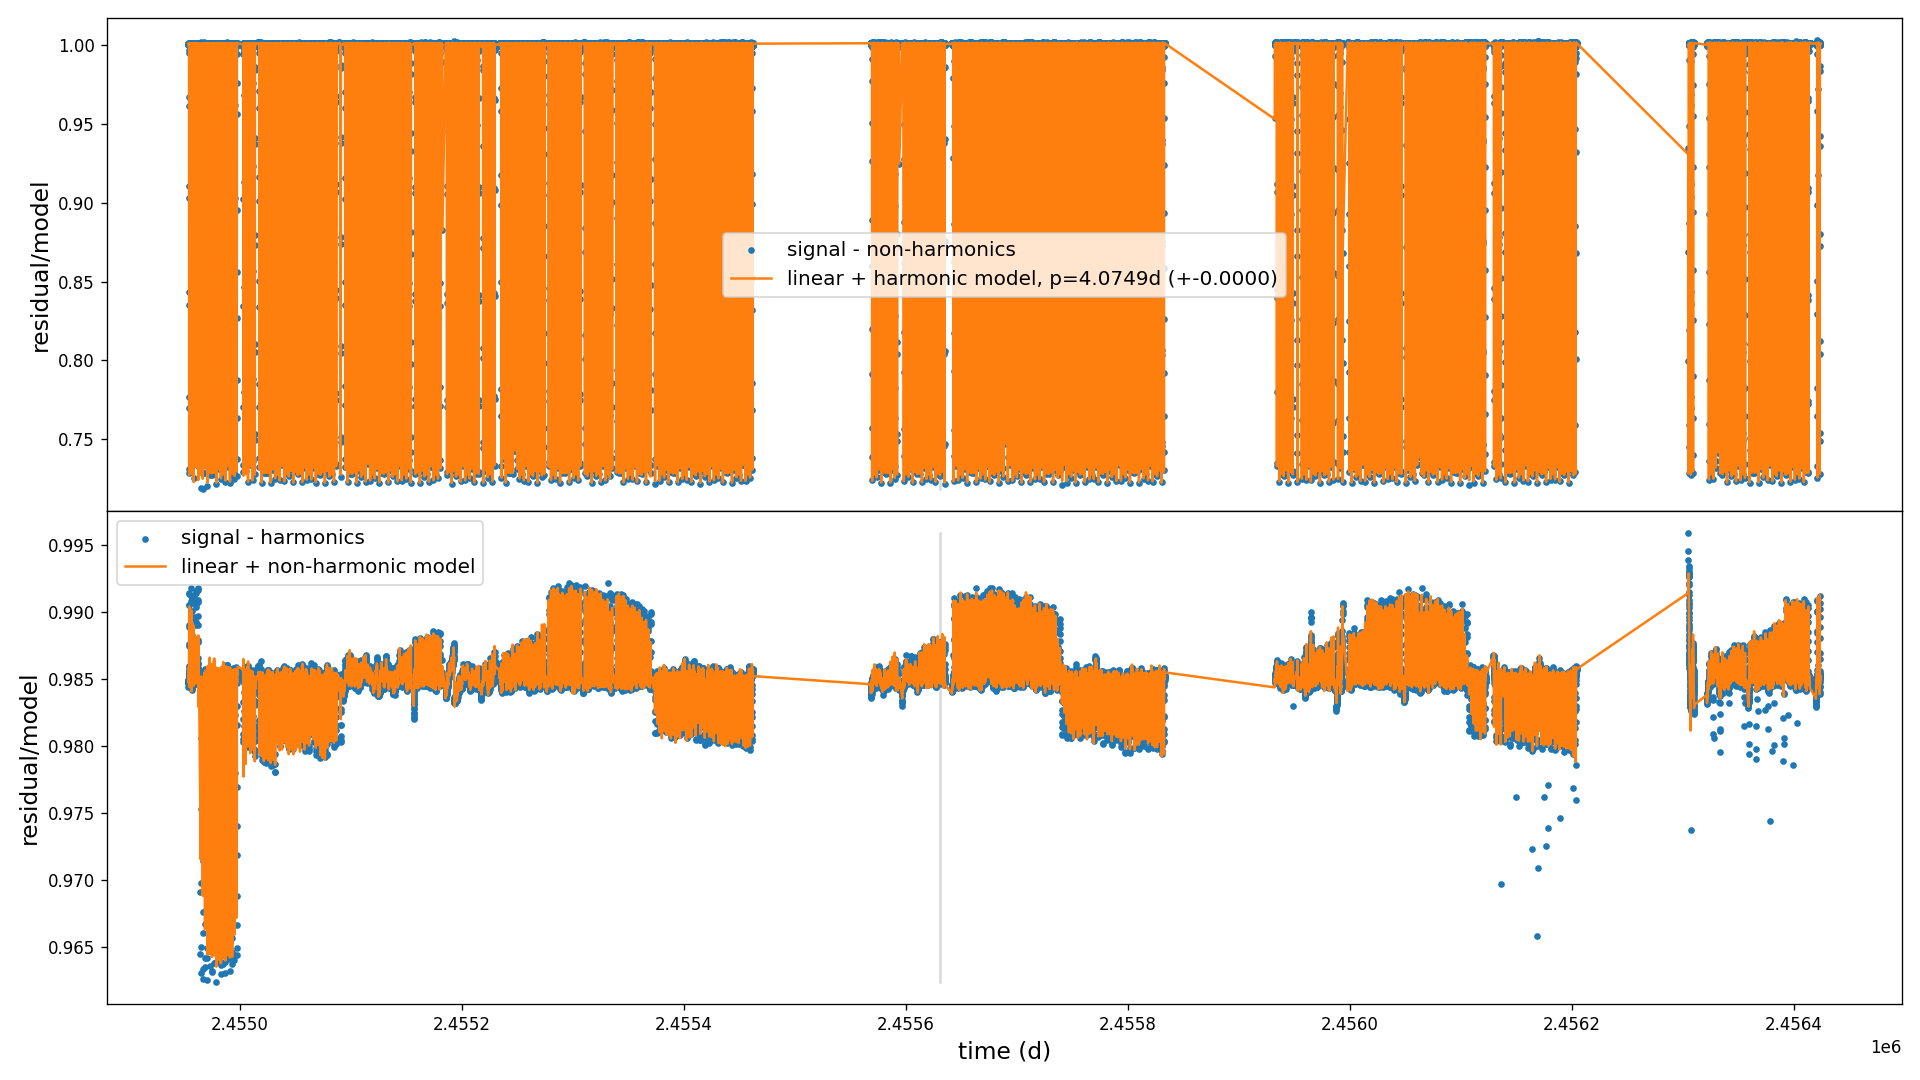 1.00
0.95
0.90
0.85
0.80
0.75
residual/model
signal - non-harmonics
linear + harmonic model, p=4.0749d (+-0.0000)
signal - harmonics
linear + non-harmonic model
0.995
0.990
0.985
0.980
0.975
0.970
0.965
residual/model
2.4550
2.4552
2.4554
2.4556
2.4558
2.4560
2.4562
2.4564
time (d)
1e6